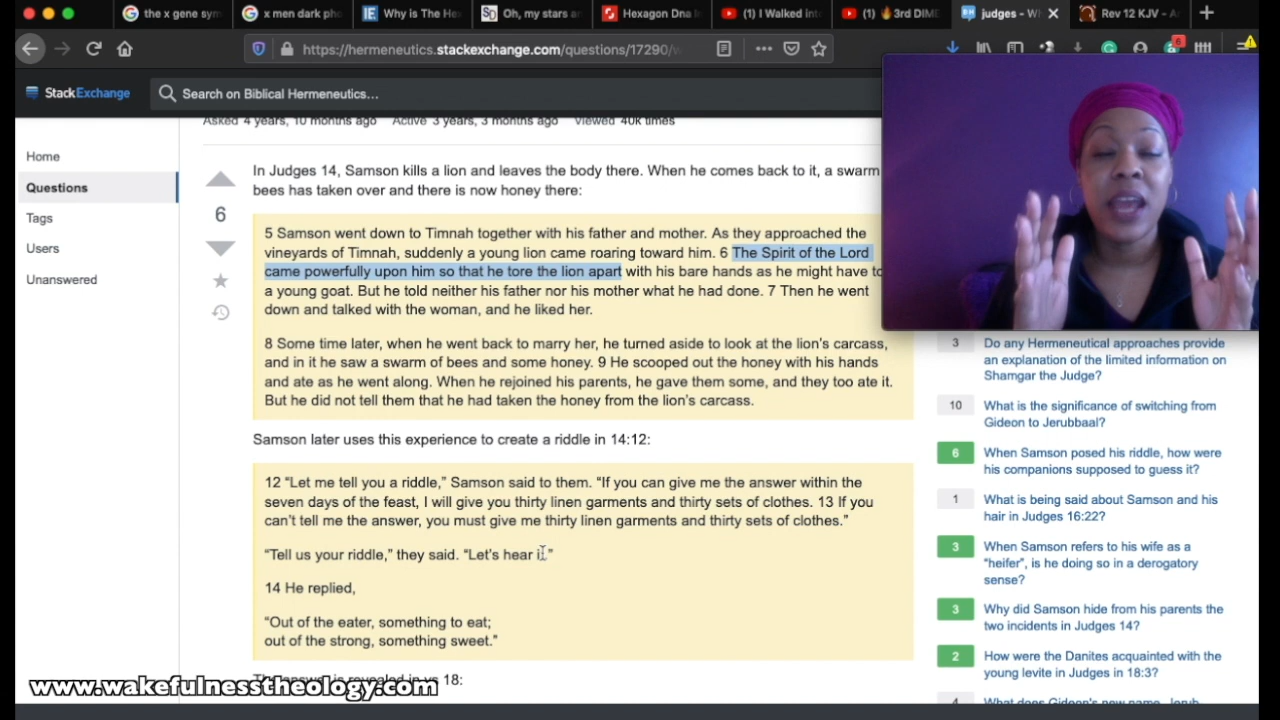 the x gene sym
x men dark pho
Why is The He
Oh, my stars an
Hexagon Dna
(1) I Walked int
(1) 🔥3rd DIME
judges - W
Rev 12 KJV - A
https://hermeneutics.stackexchange.com/questions/17290/w
6
StackExchange
Search on Biblical Hermeneutics...
Asked 4 years, 10 months ago Active 3 years, 3 months ago Viewed 40k times
Home
Questions
Tags
Users
Unanswered
6
In Judges 14, Samson kills a lion and leaves the body there. When he comes back to it, a swarm
bees has taken over and there is now honey there:
5 Samson went down to Timnah together with his father and mother. As they approached the
vineyards of Timnah, suddenly a young lion came roaring toward him. 6 The Spirit of the Lord
came powerfully upon him so that he tore the lion apart with his bare hands as he might have to
a young goat. But he told neither his father nor his mother what he had done. 7 Then he went
down and talked with the woman, and he liked her.
8 Some time later, when he went back to marry her, he turned aside to look at the lion's carcass,
and in it he saw a swarm of bees and some honey. 9 He scooped out the honey with his hands
and ate as he went along. When he rejoined his parents, he gave them some, and they too ate it.
But he did not tell them that he had taken the honey from the lion's carcass.
Samson later uses this experience to create a riddle in 14:12:
12 “Let me tell you a riddle,” Samson said to them. “If you can give me the answer within the
seven days of the feast, I will give you thirty linen garments and thirty sets of clothes. 13 If you
can't tell me the answer, you must give me thirty linen garments and thirty sets of clothes.”
“Tell us your riddle,” they said. “Let's hear it.”
14 He replied,
“Out of the eater, something to eat;
out of the strong, something sweet.”
vs 18:
3 Do any Hermeneutical approaches provide
an explanation of the limited information on
Shamgar the Judge?
10 What is the significance of switching from
Gideon to Jerubbaal?
6 When Samson posed his riddle, how were
his companions supposed to guess it?
1 What is being said about Samson and his
hair in Judges 16:22?
3 When Samson refers to his wife as a
“heifer”, is he doing so in a derogatory
sense?
3 Why did Samson hide from his parents the
two incidents in Judges 14?
2 How were the Danites acquainted with the
young levite in Judges in 18:3?
4 What does Gideon's new name, Jerub
www.wakefulnesstheology.com